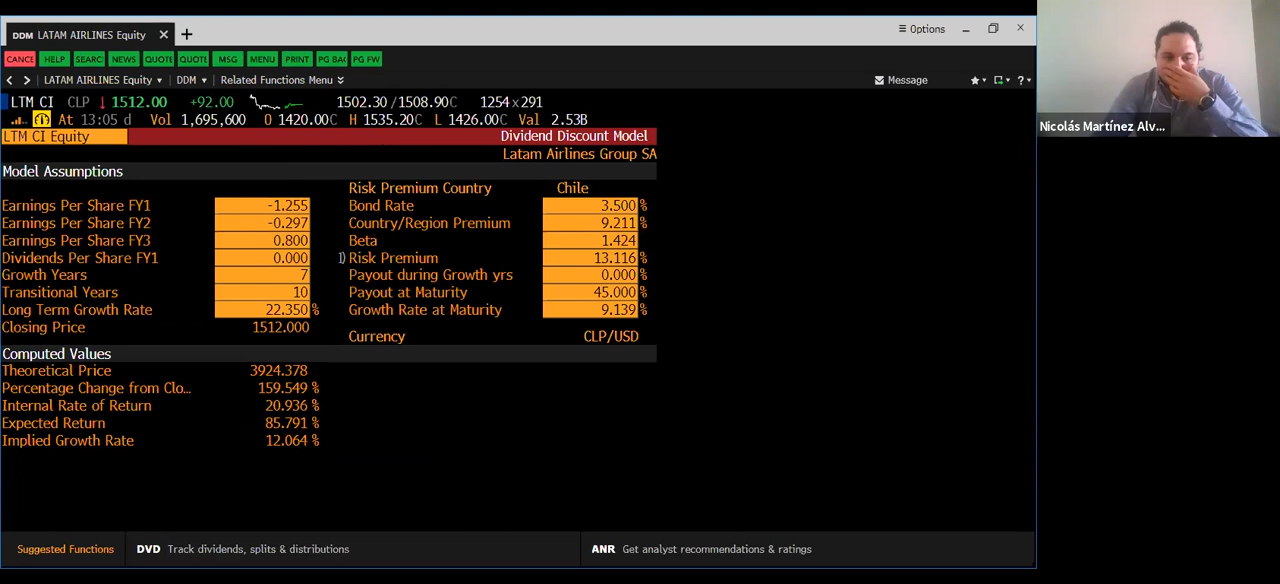 DDM LATAM AIRLINES Equity
Options
CANCE HELP SEARC NEWS QUOTE QUOTE MSG MENU PRINT PG BAC PG FW
LATAM AIRLINES Equity DDM Related Functions Menu Message
LTM CI CLP ↓ 1512.00 +92.00 1502.30 /1508.90C 1254 x 291
At 13:05 d Vol 1,695,600 O 1420.00C H 1535.20C L 1426.00C Val 2.53B
LTM CI Equity Dividend Discount Model
Latam Airlines Group SA
Model Assumptions
Risk Premium Country Chile
Earnings Per Share FY1 -1.255 Bond Rate 3.500 %
Earnings Per Share FY2 -0.297 Country/Region Premium 9.211 %
Earnings Per Share FY3 0.800 Beta 1.424
Dividends Per Share FY1 0.000 1) Risk Premium 13.116 %
Growth Years 7 Payout during Growth yrs 0.000 %
Transitional Years 10 Payout at Maturity 45.000 %
Long Term Growth Rate 22.350 % Growth Rate at Maturity 9.139 %
Closing Price 1512.000
Currency CLP/USD
Computed Values
Theoretical Price 3924.378
Percentage Change from Clo... 159.549 %
Internal Rate of Return 20.936 %
Expected Return 85.791 %
Implied Growth Rate 12.064 %
Suggested Functions DVD Track dividends, splits & distributions ANR Get analyst recommendations & ratings
Nicolás Martínez Alv...